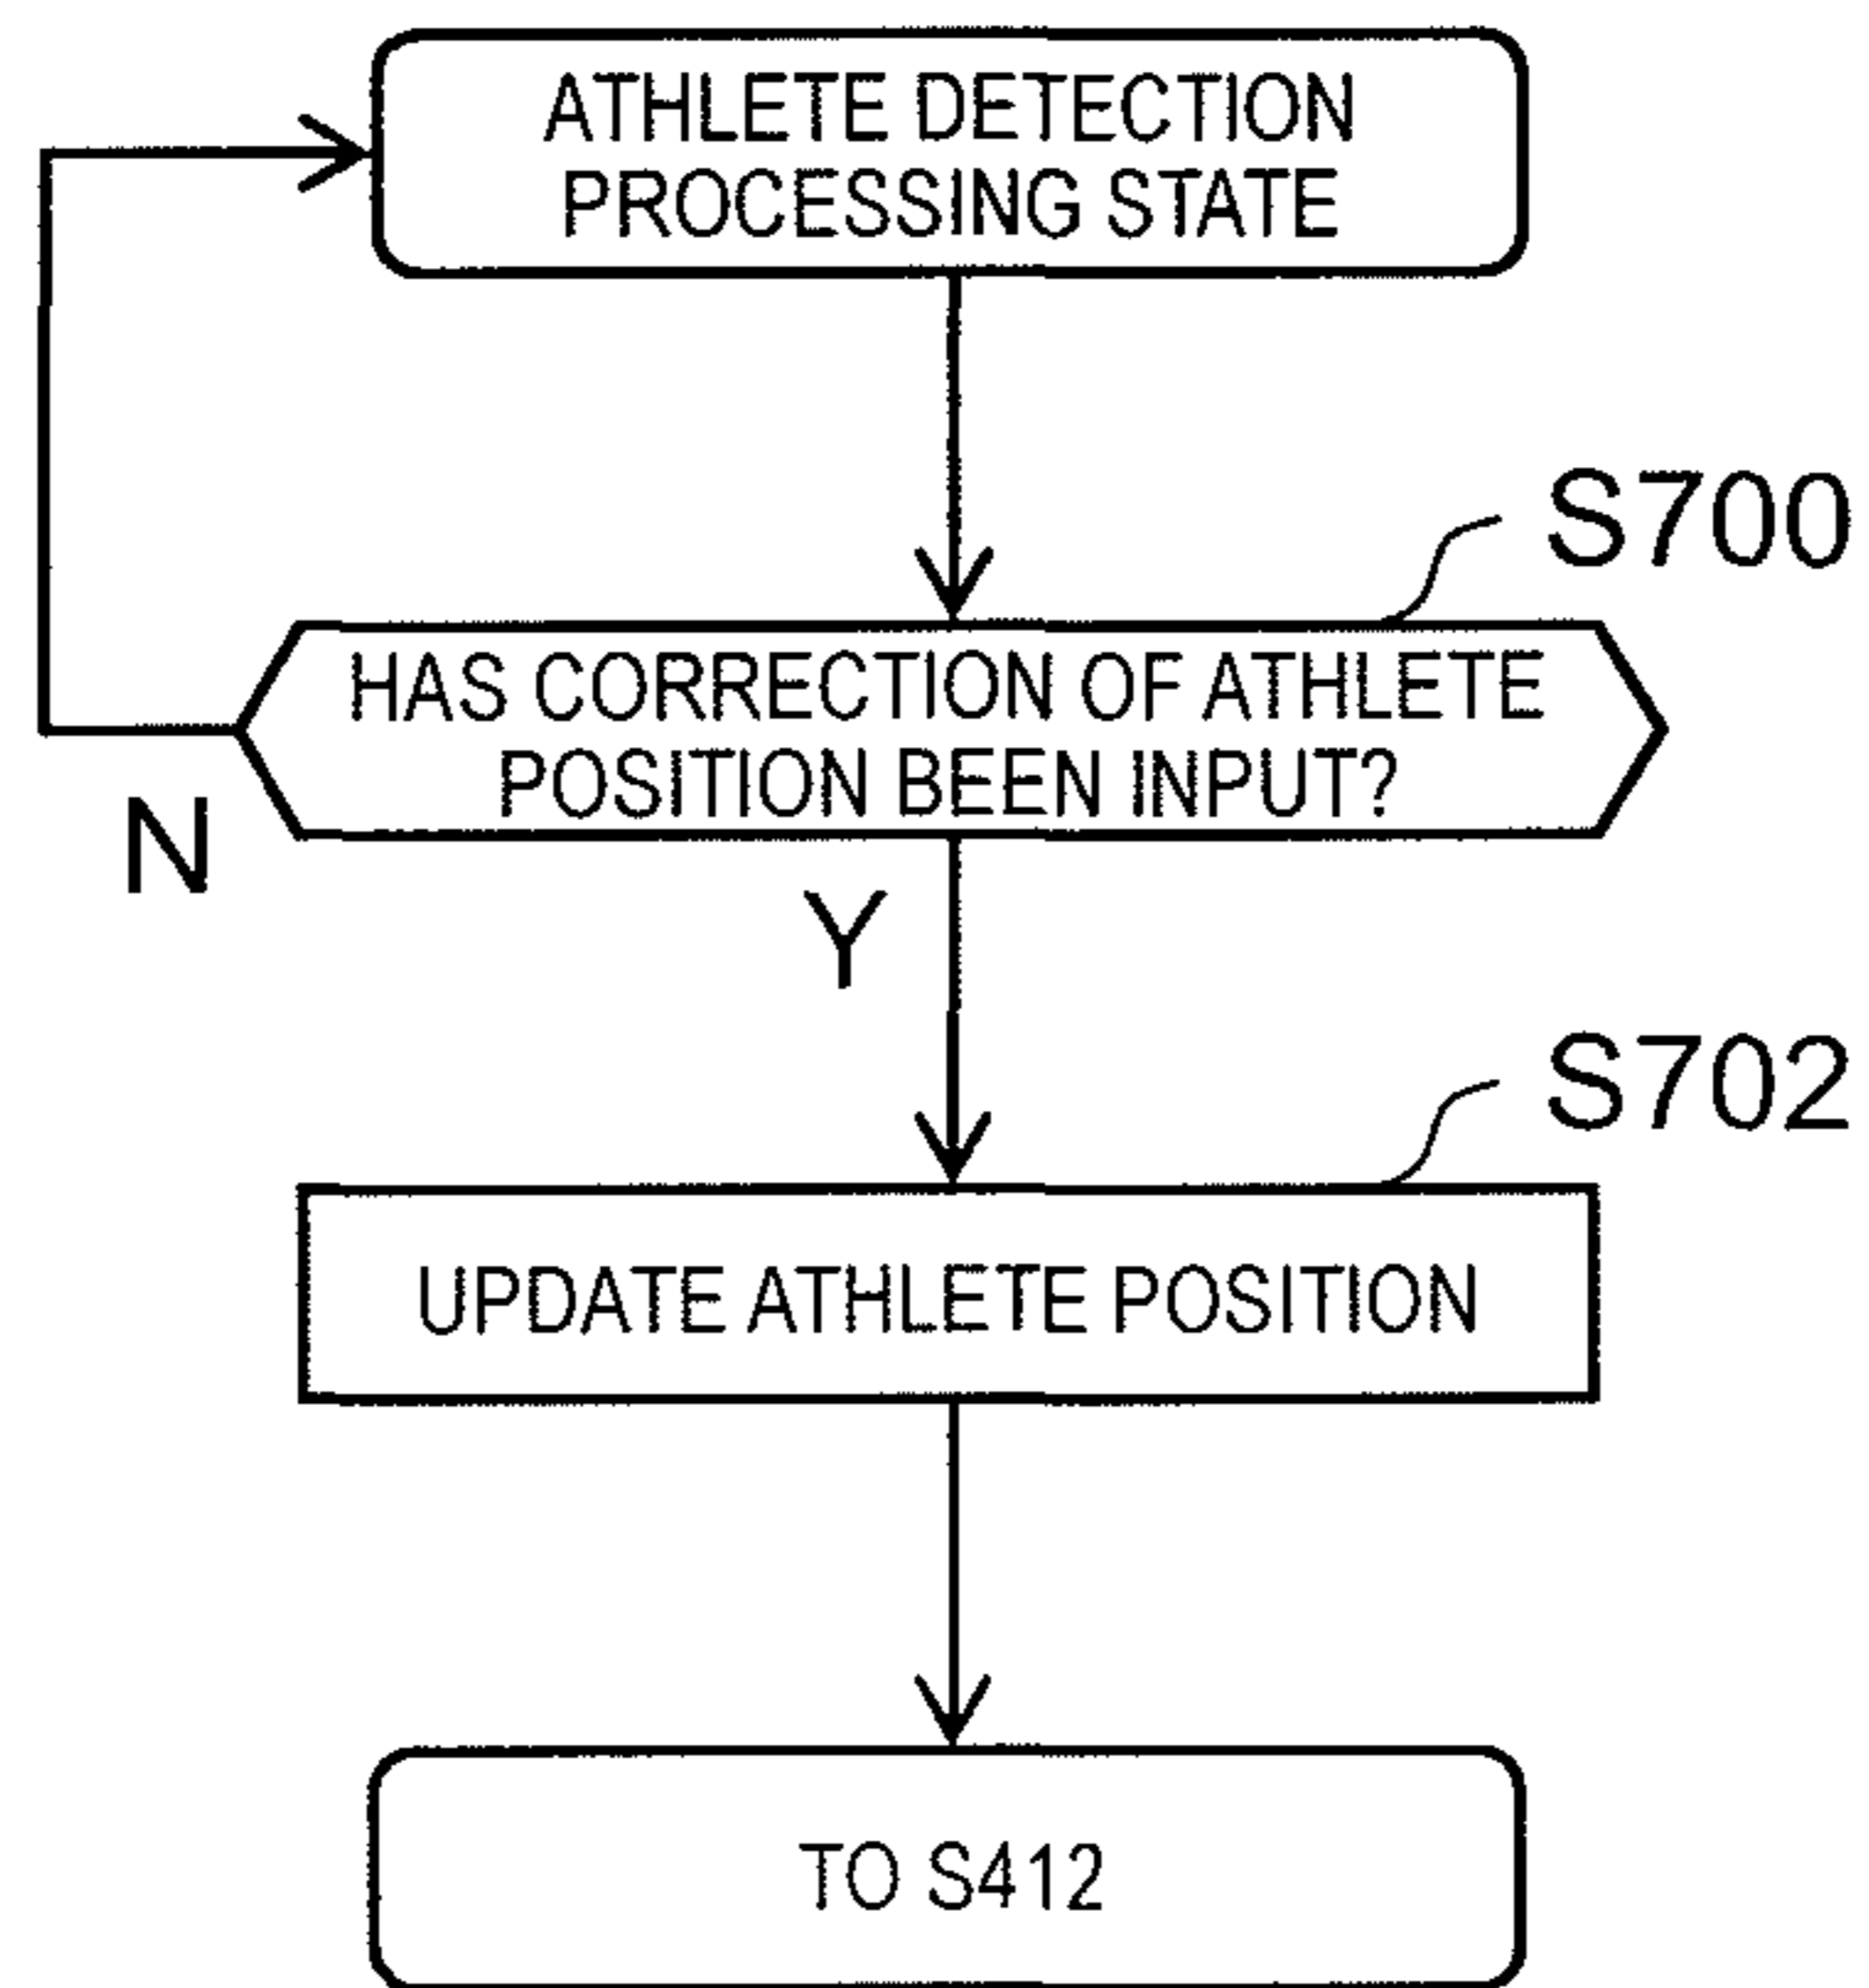 ATHLETE DETECTION
PROCESSING STATE
S700
HAS CORRECTION OF ATHLETE
POSITION BEEN INPUT?
N
Y
S702
UPDATE ATHLETE POSITION
TO S412